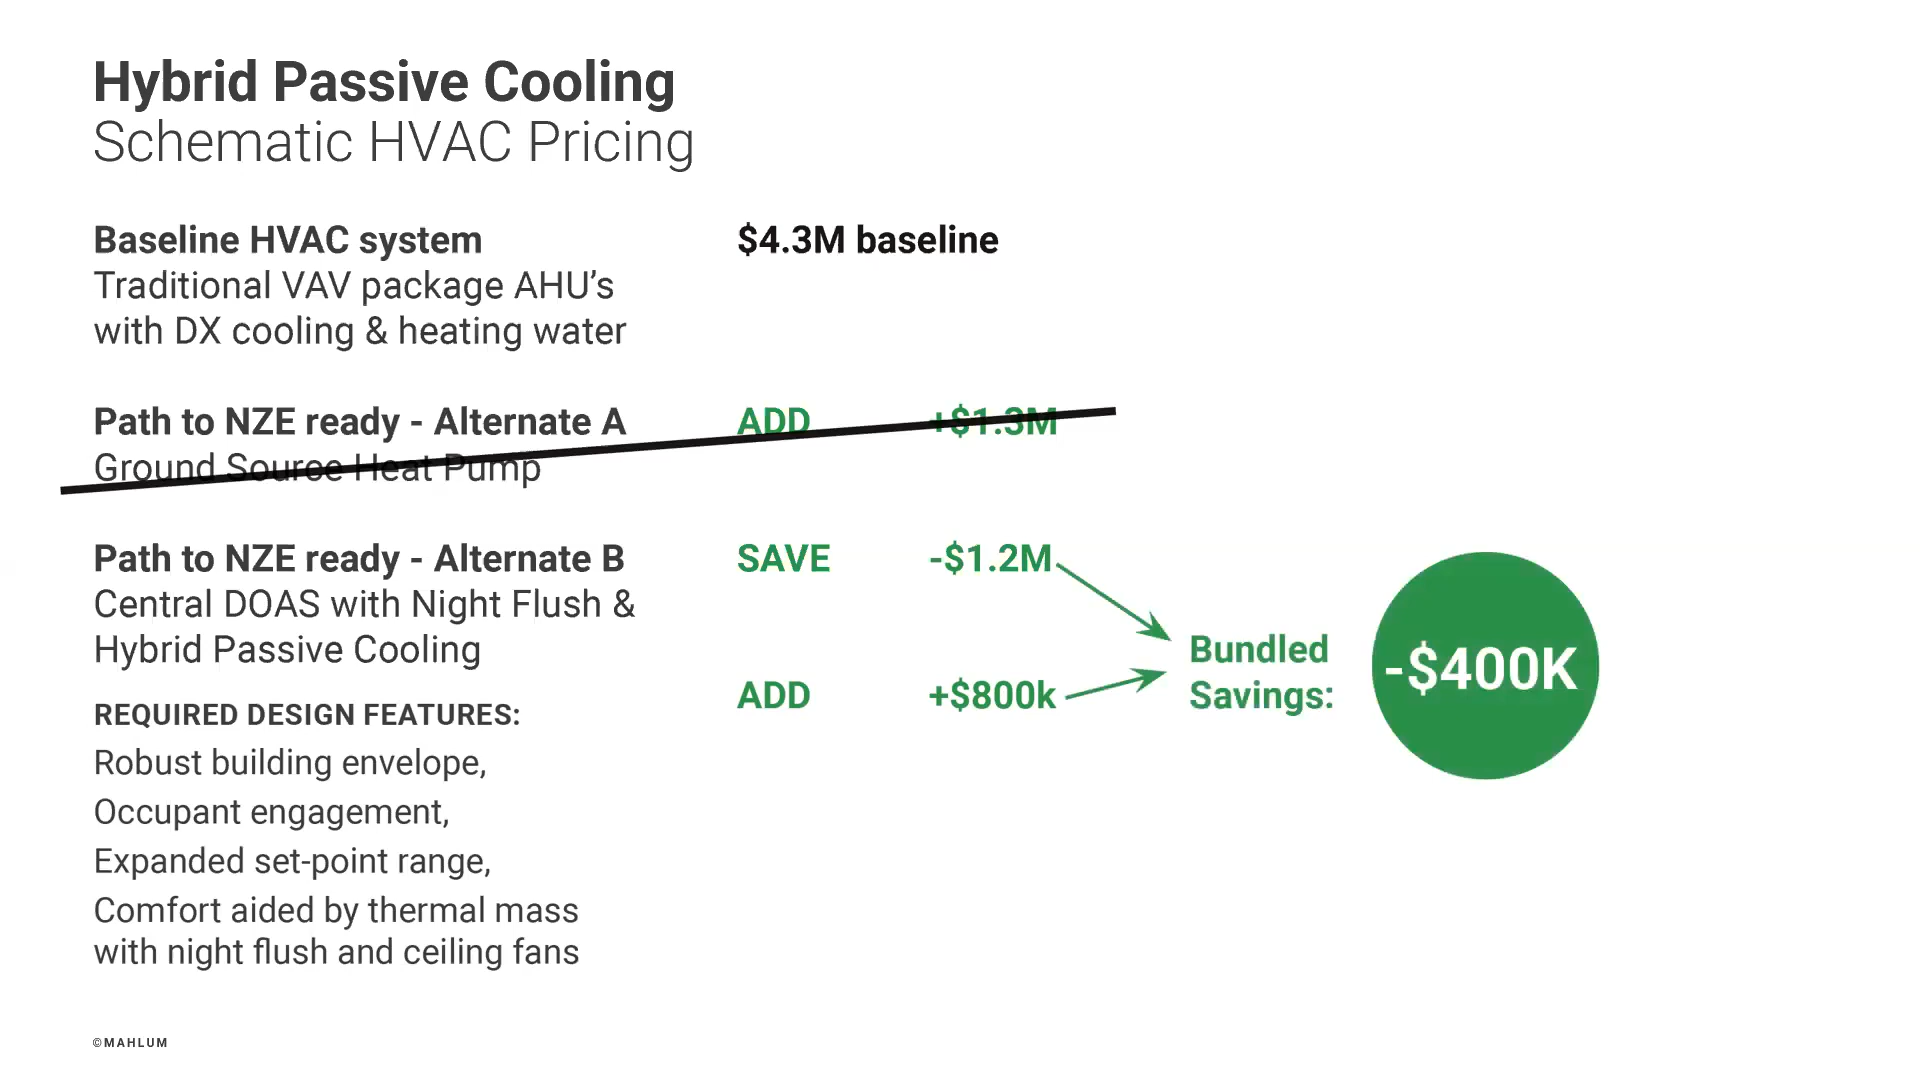 Hybrid Passive Cooling
Schematic HVAC Pricing
Baseline HVAC system
$4.3M baseline
Traditional VAV package AHU’s
with DX cooling & heating water
Path to NZE ready - Alternate A
ADD
+$1.3M
Ground Source Heat Pump
Path to NZE ready - Alternate B
SAVE
-$1.2M
Central DOAS with Night Flush &
Hybrid Passive Cooling
ADD
+$800k
Bundled
Savings:
-$400K
REQUIRED DESIGN FEATURES:
Robust building envelope,
Occupant engagement,
Expanded set-point range,
Comfort aided by thermal mass
with night flush and ceiling fans
©MAHLUM